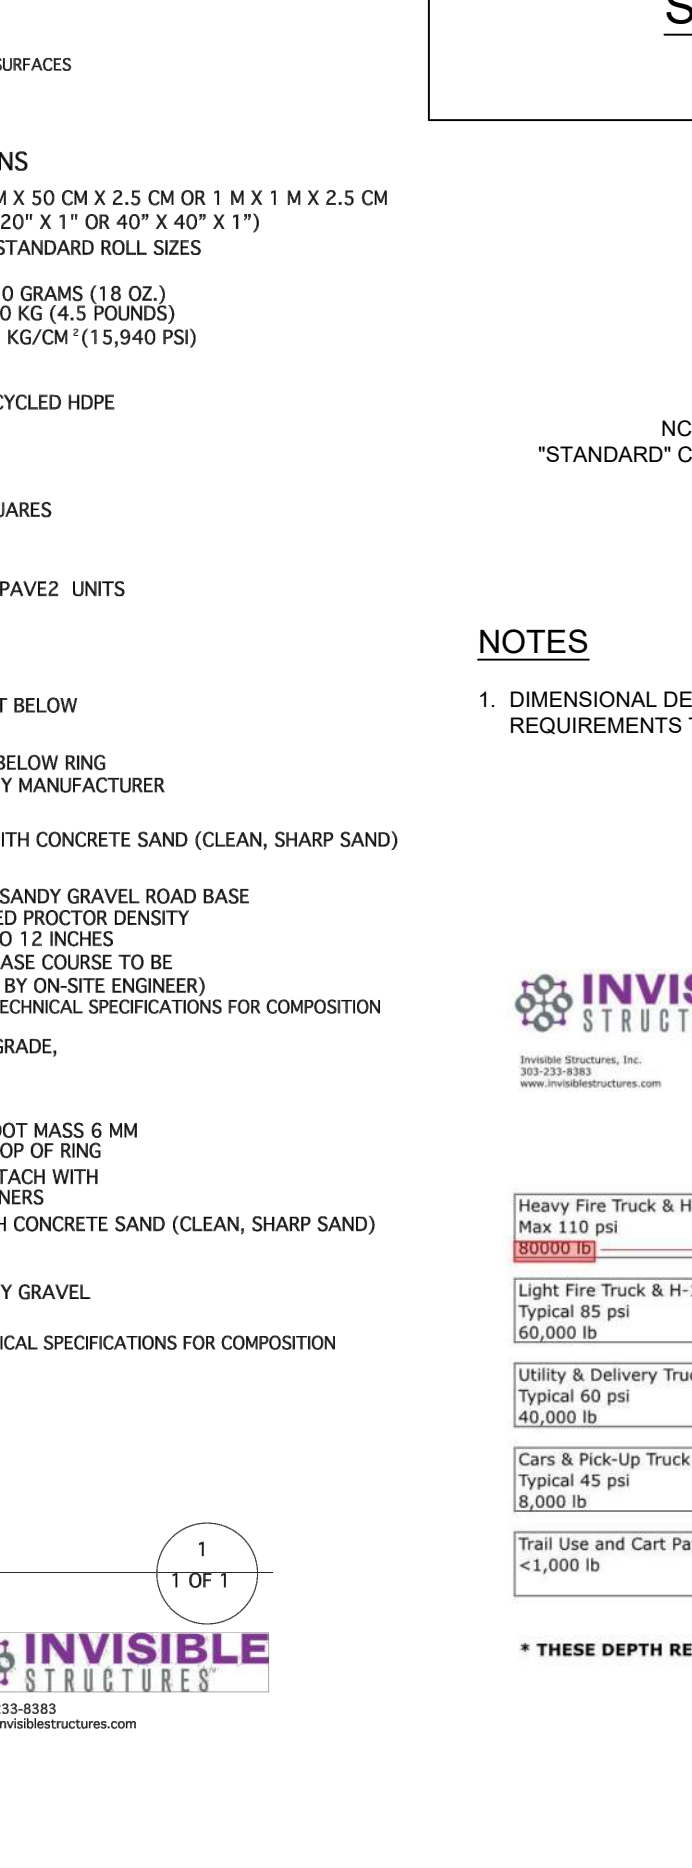 SURFACES
NS
M X 50 CM X 2.5 CM OR 1 M X 1 M X 2.5 CM
20" X 1" OR 40” X 40” X 1”)
STANDARD ROLL SIZES
0 GRAMS (18 OZ.)
0 KG (4.5 POUNDS)
KG/CM² (15,940 PSI)
CYCLED HDPE
UARES
PAVE2 UNITS
T BELOW
BELOW RING
Y MANUFACTURER
ITH CONCRETE SAND (CLEAN, SHARP SAND)
SANDY GRAVEL ROAD BASE
ED PROCTOR DENSITY
O 12 INCHES
ASE COURSE TO BE
BY ON-SITE ENGINEER)
ECHNICAL SPECIFICATIONS FOR COMPOSITION
GRADE,
OOT MASS 6 MM
OP OF RING
TACH WITH
NERS
H CONCRETE SAND (CLEAN, SHARP SAND)
Y GRAVEL
ICAL SPECIFICATIONS FOR COMPOSITION
1
1 OF 1
INVISIBLE
STRUCTURES
33-8383
nvisiblestructures.com
S
NC
"STANDARD" C
NOTES
1. DIMENSIONAL DE
REQUIREMENTS T
INVIS
STRUCT
Invisible Structures, Inc.
303-233-8383
www.invisiblestructures.com
Heavy Fire Truck & H
Max 110 psi
80000 lb
Light Fire Truck & H-
Typical 85 psi
60,000 lb
Utility & Delivery Truc
Typical 60 psi
40,000 lb
Cars & Pick-Up Truck
Typical 45 psi
8,000 lb
Trail Use and Cart Pa
<1,000 lb
* THESE DEPTH RE